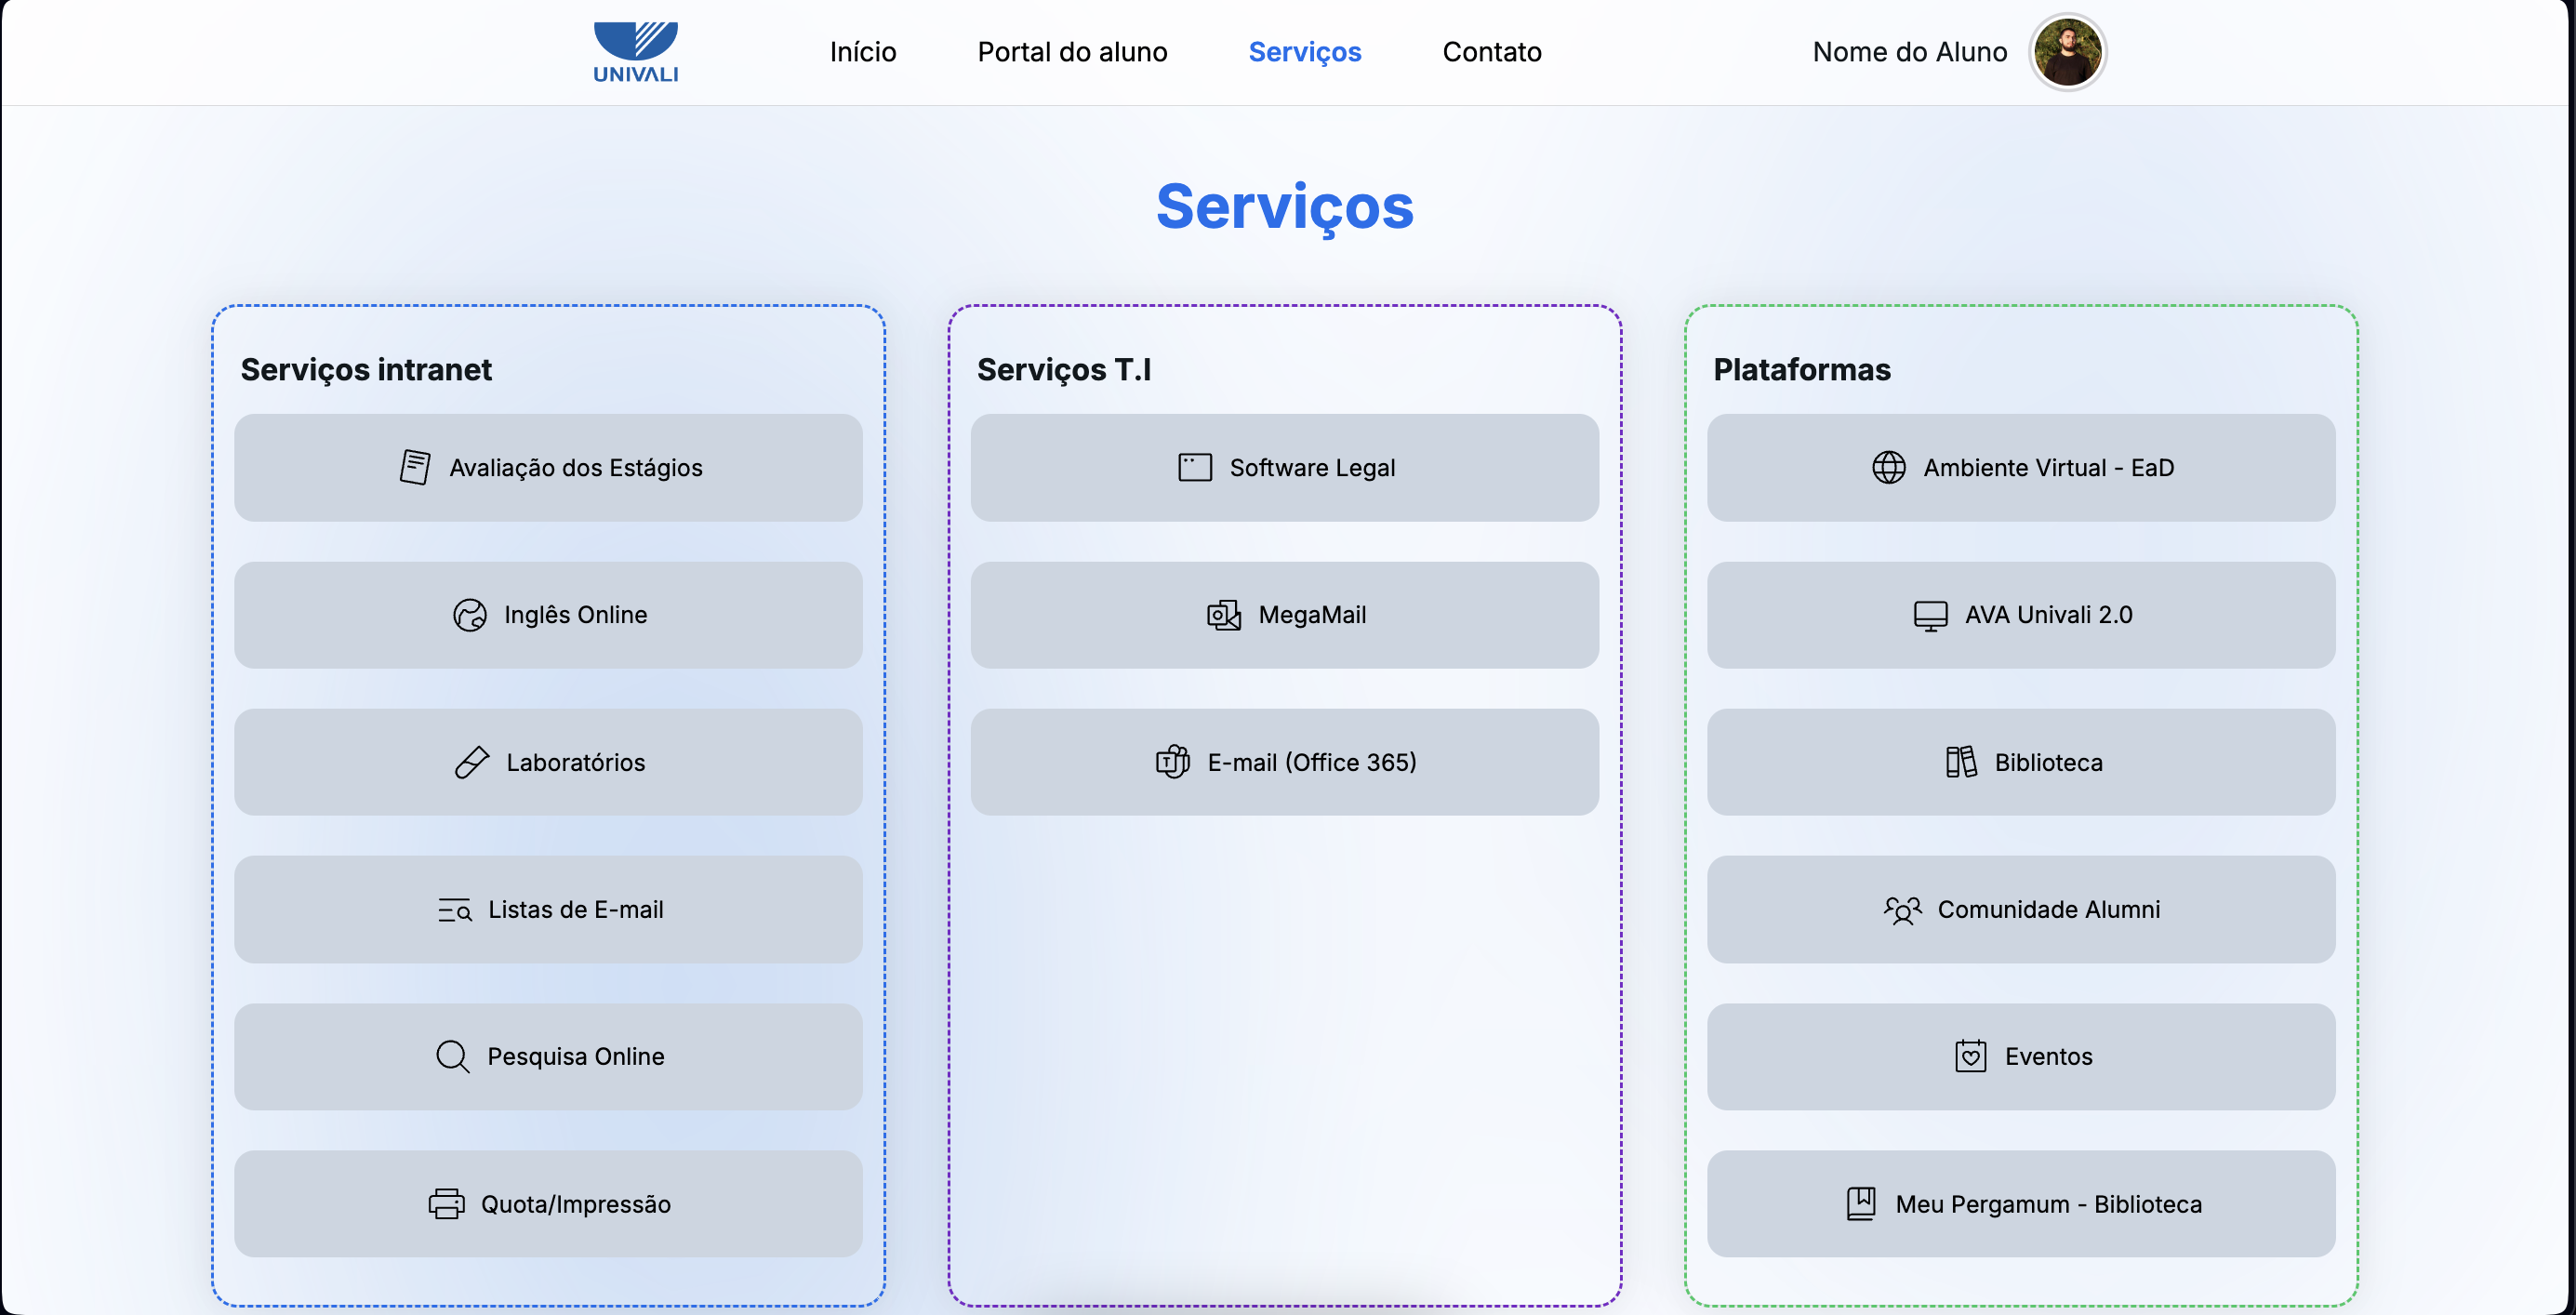 UNIVALI
Início
Portal do aluno
Serviços
Contato
Nome do Aluno
Serviços
Serviços intranet
Avaliação dos Estágios
Inglês Online
Laboratórios
Listas de E-mail
Pesquisa Online
Quota/Impressão
Serviços T.I
Software Legal
MegaMail
E-mail (Office 365)
Plataformas
Ambiente Virtual - EaD
AVA Univali 2.0
Biblioteca
Comunidade Alumni
Eventos
Meu Pergamum - Biblioteca